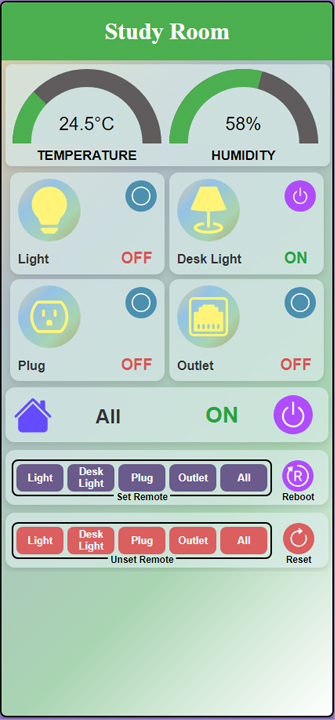 Study Room
24.5°C
58%
TEMPERATURE
HUMIDITY
Light
OFF
Desk Light
ON
Plug
OFF
Outlet
OFF
All
ON
Light
Desk
Light
Plug
Outlet
All
R
Set Remote
Reboot
Light
Desk
Light
Plug
Outlet
All
Unset Remote
Reset